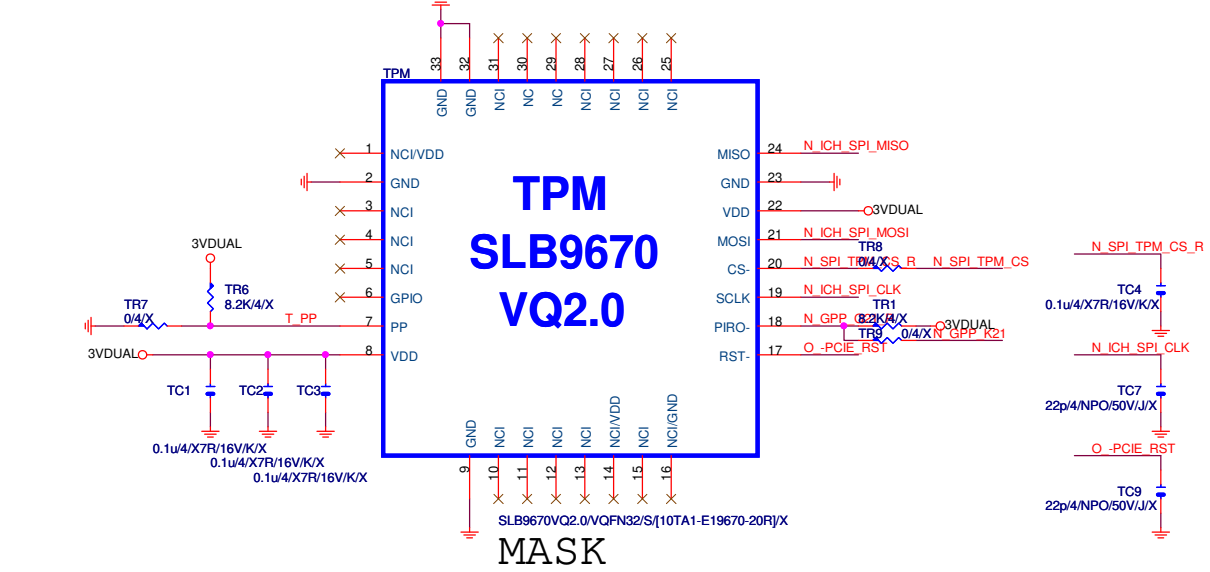 33
32
31
30
29
28
27
26
25
TPM
GND
GND
NCI
NC
NC
NCI
NCI
NCI
NCI
1
NCI/VDD
2
GND
3
NCI
4
NCI
5
NCI
6
GPIO
7
PP
8
VDD
TPM
SLB9670
VQ2.0
MISO
24
N_ICH_SPI_MISO
GND
23
VDD
22
3VDUAL
MOSI
21
N_ICH_SPI_MOSI
TR8
0/4/X
CS-
20
N_SPI_TPM_CS_R
N_SPI_TPM_CS
SCLK
19
N_ICH_SPI_CLK
TR1
8.2K/4/X
PIRO-
18
3VDUAL
TR9
0/4/X
N_GPP_K21
RST-
17
O_-PCIE_RST
3VDUAL
TR6
8.2K/4/X
TR7
0/4/X
T_PP
3VDUAL
TC1
TC2
TC3
0.1u/4/X7R/16V/K/X
0.1u/4/X7R/16V/K/X
0.1u/4/X7R/16V/K/X
GND
NCI
NCI
NCI
NCI
NCI/VDD
NCI
NCI/GND
9
10
11
12
13
14
15
16
SLB9670VQ2.0/VQFN32/S/[10TA1-E19670-20R]/X
MASK
N_SPI_TPM_CS_R
TC4
0.1u/4/X7R/16V/K/X
N_ICH_SPI_CLK
TC7
22p/4/NPO/50V/J/X
O_-PCIE_RST
TC9
22p/4/NPO/50V/J/X